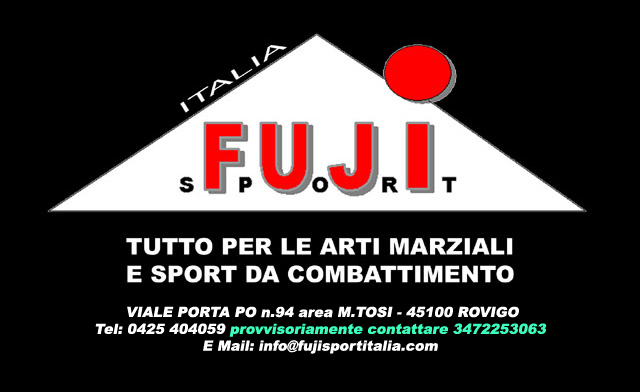 ITALIA
FUJI
SPORT
TUTTO PER LE ARTI MARZIALI
E SPORT DA COMBATTIMENTO
VIALE PORTA PO n.94 area M.TOSI - 45100 ROVIGO
Tel: 0425 404059 provvisoriamente contattare 3472253063
E Mail: info@fujisportitalia.com